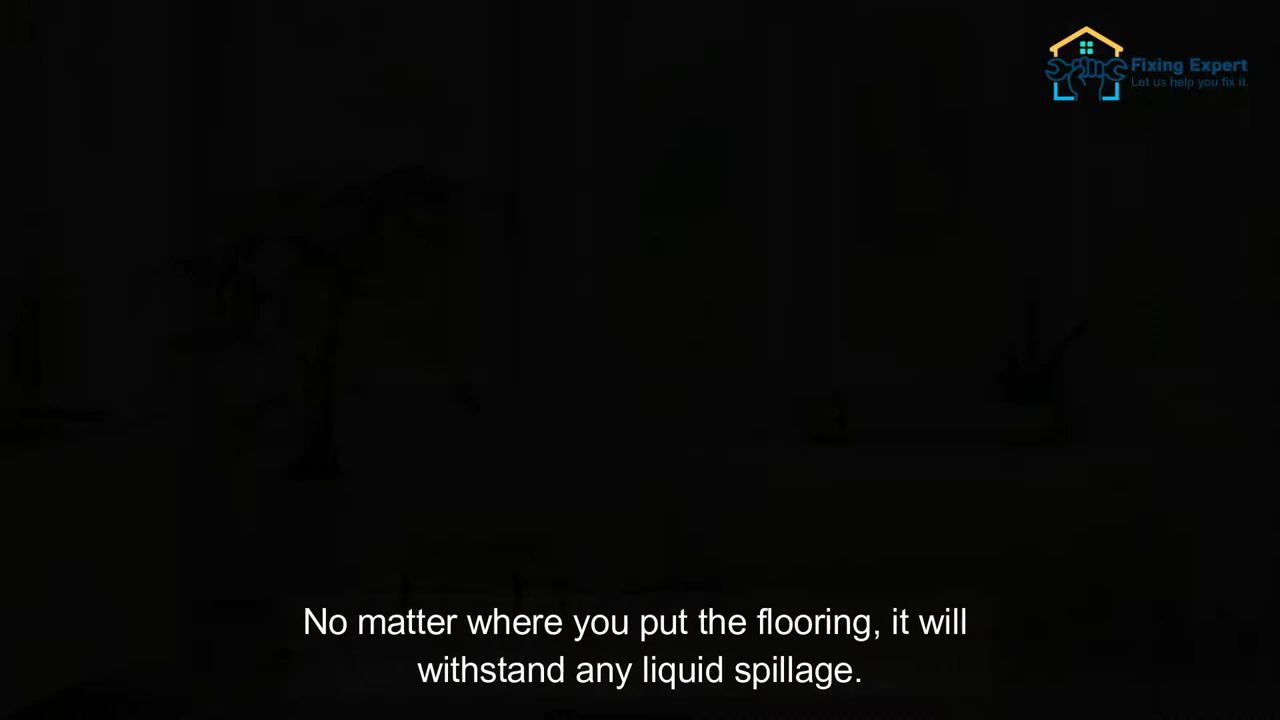 Fixing Expert
Let us help you fix it.
No matter where you put the flooring, it will
withstand any liquid spillage.